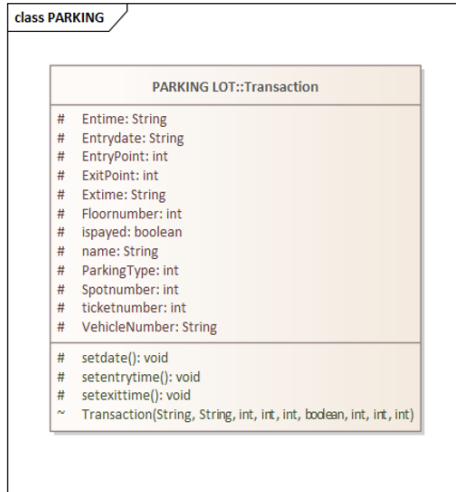 class PARKING
PARKING LOT::Transaction
# Entime: String
# Entrydate: String
# EntryPoint: int
# ExitPoint: int
# Extime: String
# Floornumber: int
# ispayed: boolean
# name: String
# ParkingType: int
# Spotnumber: int
# ticketnumber: int
# VehicleNumber: String
# setdate(): void
# setentrytime(): void
# setexittime(): void
~ Transaction(String, String, int, int, int, boolean, int, int, int)